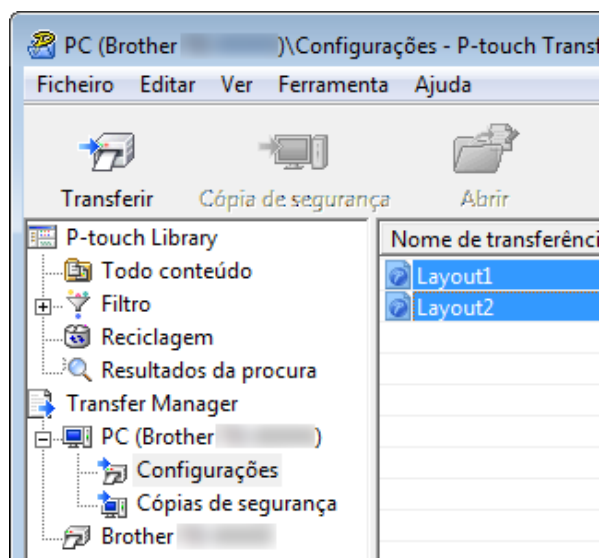 PC (Brother )\Configurações - P-touch Transf
Ficheiro Editar Ver Ferramenta Ajuda
Transferir Cópia de segurança Abrir
P-touch Library
Todo conteúdo
Filtro
Reciclagem
Resultados da procura
Transfer Manager
PC (Brother )
Configurações
Cópias de segurança
Brother
Nome de transferênci
Layout1
Layout2